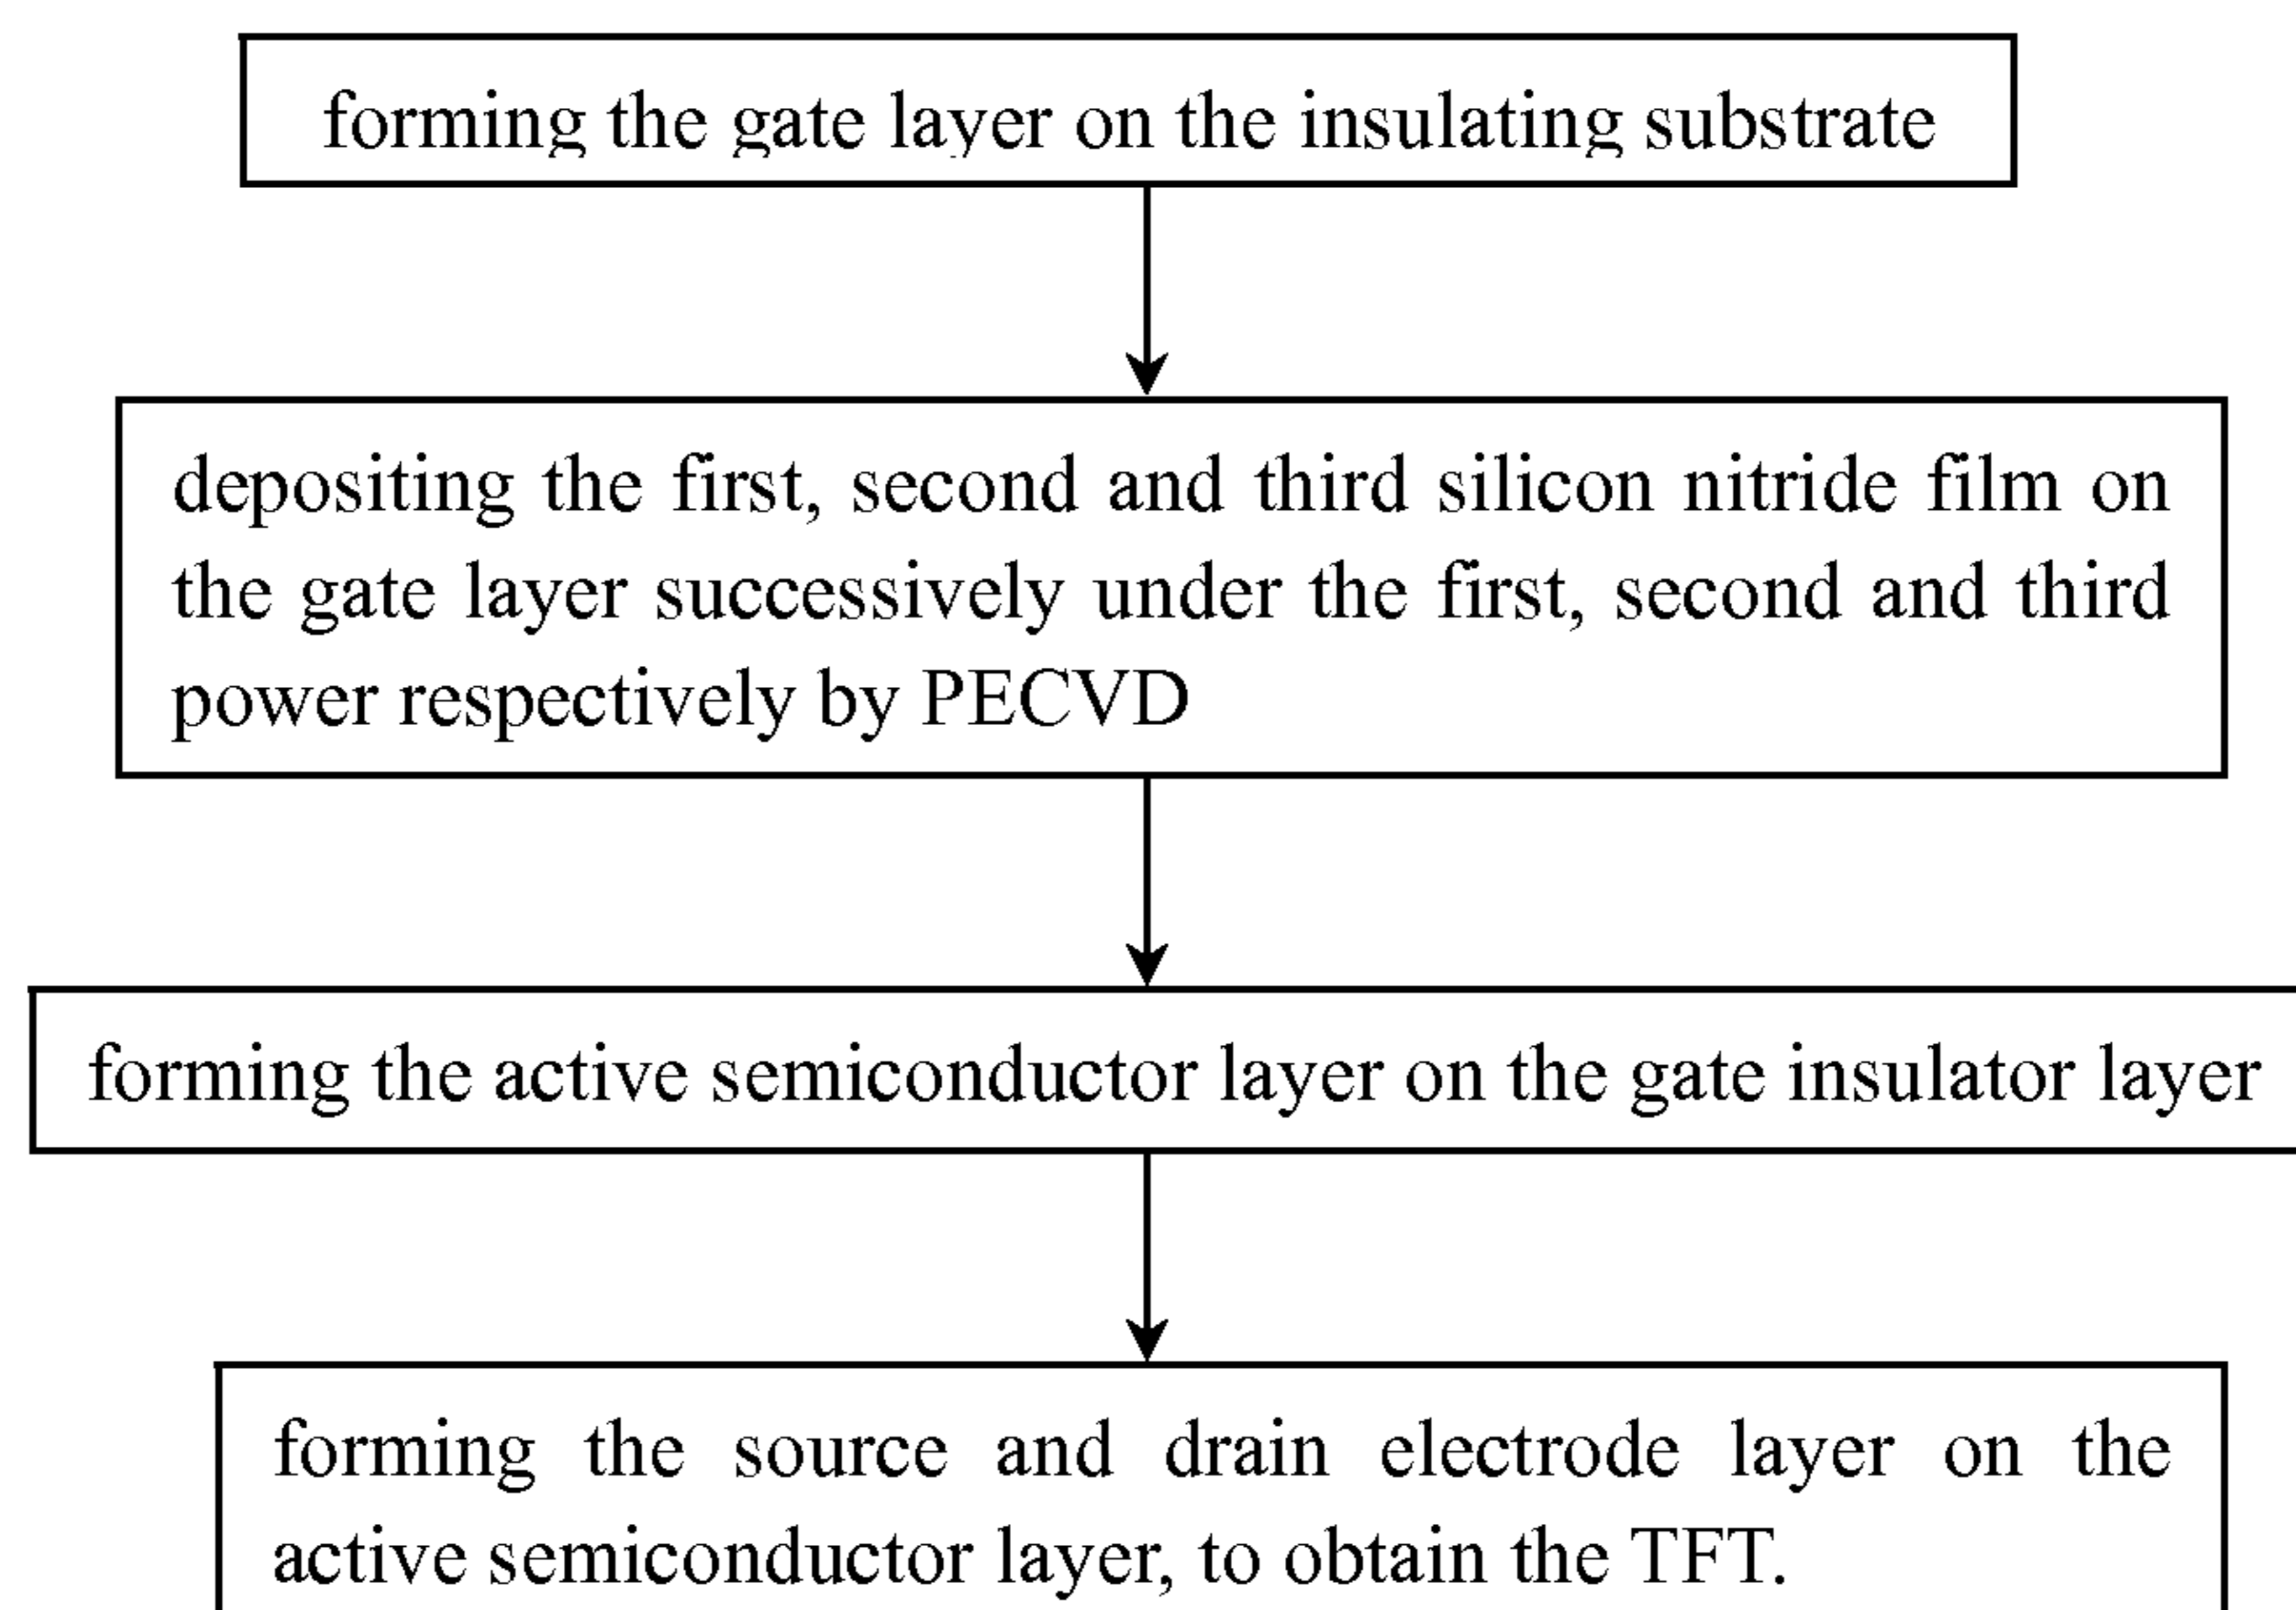 forming the gate layer on the insulating substrate
depositing the first, second and third silicon nitride film on
the gate layer successively under the first, second and third
power respectively by PECVD
forming the active semiconductor layer on the gate insulator layer
forming the source and drain electrode layer on the
active semiconductor layer, to obtain the TFT.